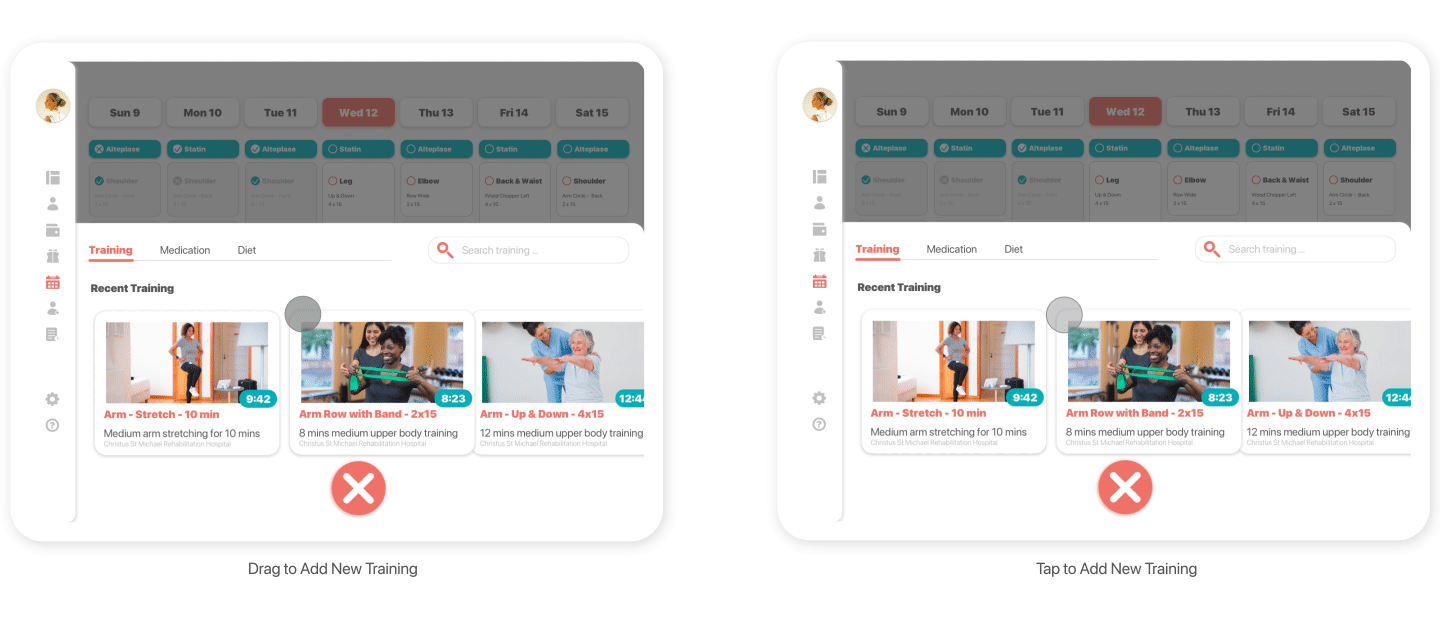 Sun 9 Mon 10 Tue 11 Wed 12 Thu 13 Fri 14 Sat 15
Alteplase Statin Alteplase Statin Alteplase Statin Alteplase
Shoulder Shoulder Shoulder Leg Elbow Back & Waist Shoulder
Up & Down Row Wide Wood Chopper Left Arm Circle - Back
4 x 15 2 x 15 4 x 15 2 x 15
Training Medication Diet Search training ...
Recent Training
9:42 8:23 12:44
Arm - Stretch - 10 min Arm Row with Band - 2x15 Arm - Up & Down - 4x15
Medium arm stretching for 10 mins 8 mins medium upper body training 12 mins medium upper body training
Christus St Michael Rehabilitation Hospital Christus St Michael Rehabilitation Hospital Christus St Michael Rehabilitation Hospital
Drag to Add New Training
Sun 9 Mon 10 Tue 11 Wed 12 Thu 13 Fri 14 Sat 15
Alteplase Statin Alteplase Statin Alteplase Statin Alteplase
Shoulder Shoulder Shoulder Leg Elbow Back & Waist Shoulder
Up & Down Row Wide Wood Chopper Left Arm Circle - Back
4 x 15 2 x 15 4 x 15 2 x 15
Training Medication Diet Search training ...
Recent Training
9:42 8:23 12:44
Arm - Stretch - 10 min Arm Row with Band - 2x15 Arm - Up & Down - 4x15
Medium arm stretching for 10 mins 8 mins medium upper body training 12 mins medium upper body training
Christus St Michael Rehabilitation Hospital Christus St Michael Rehabilitation Hospital Christus St Michael Rehabilitation Hospital
Tap to Add New Training